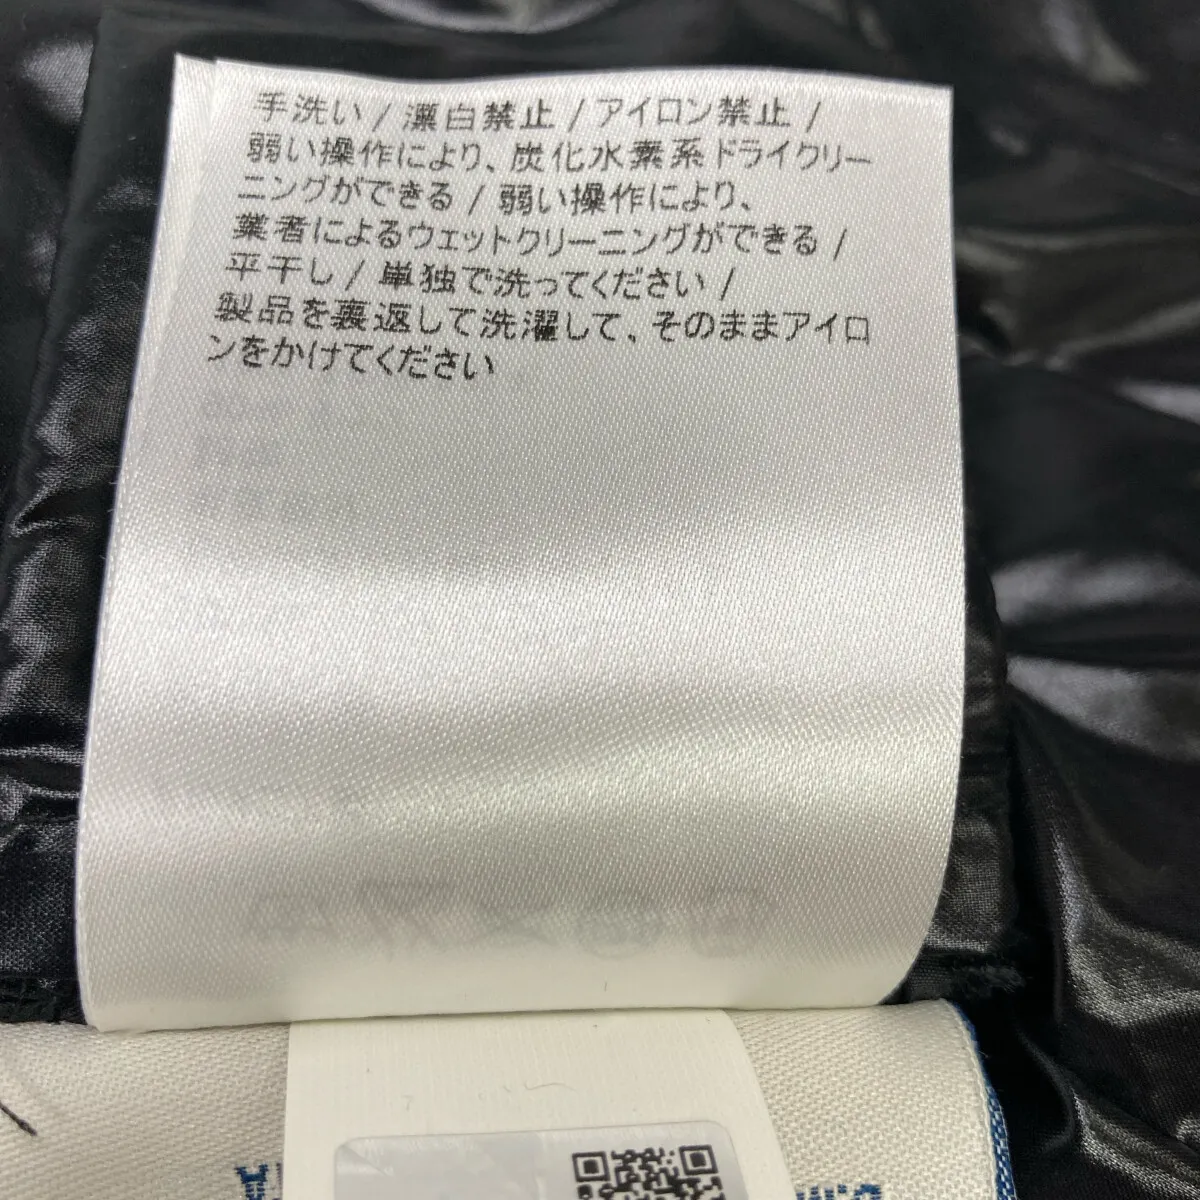 手洗い / 漂白禁止 / アイロン禁止 /
弱い操作により、炭化水素系ドライクリー
ニングができる / 弱い操作により、
業者によるウェットクリーニングができる /
平干し / 単独で洗ってください /
製品を裏返して洗濯して、そのままアイロ
ンをかけてください